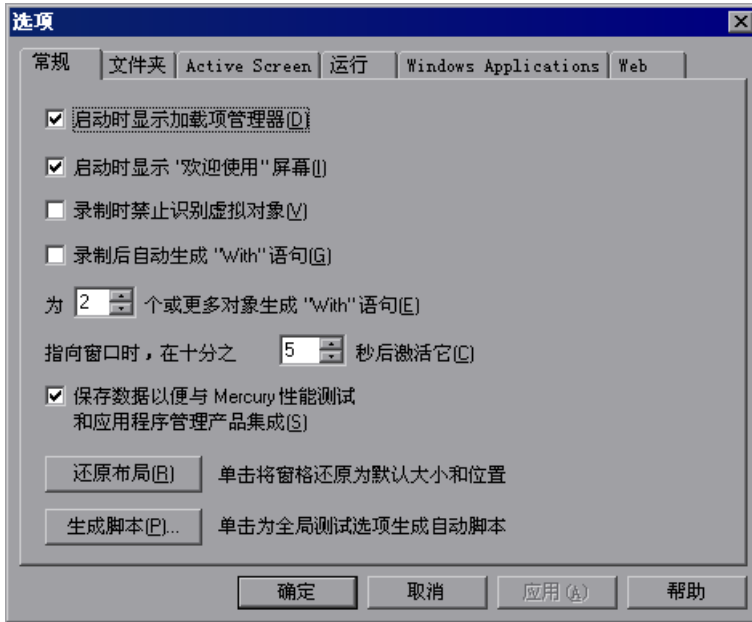 选项
常规 文件夹 Active Screen 运行 Windows Applications Web
启动时显示加载项管理器(D)
启动时显示 "欢迎使用" 屏幕(I)
录制时禁止识别虚拟对象(V)
录制后自动生成 "With" 语句(G)
为 2 个或更多对象生成 "With" 语句(E)
指向窗口时，在十分之 5 秒后激活它(C)
保存数据以便与 Mercury 性能测试
和应用程序管理产品集成(S)
还原布局(R) 单击将窗格还原为默认大小和位置
生成脚本(P)... 单击为全局测试选项生成自动脚本
确定 取消 应用(A) 帮助